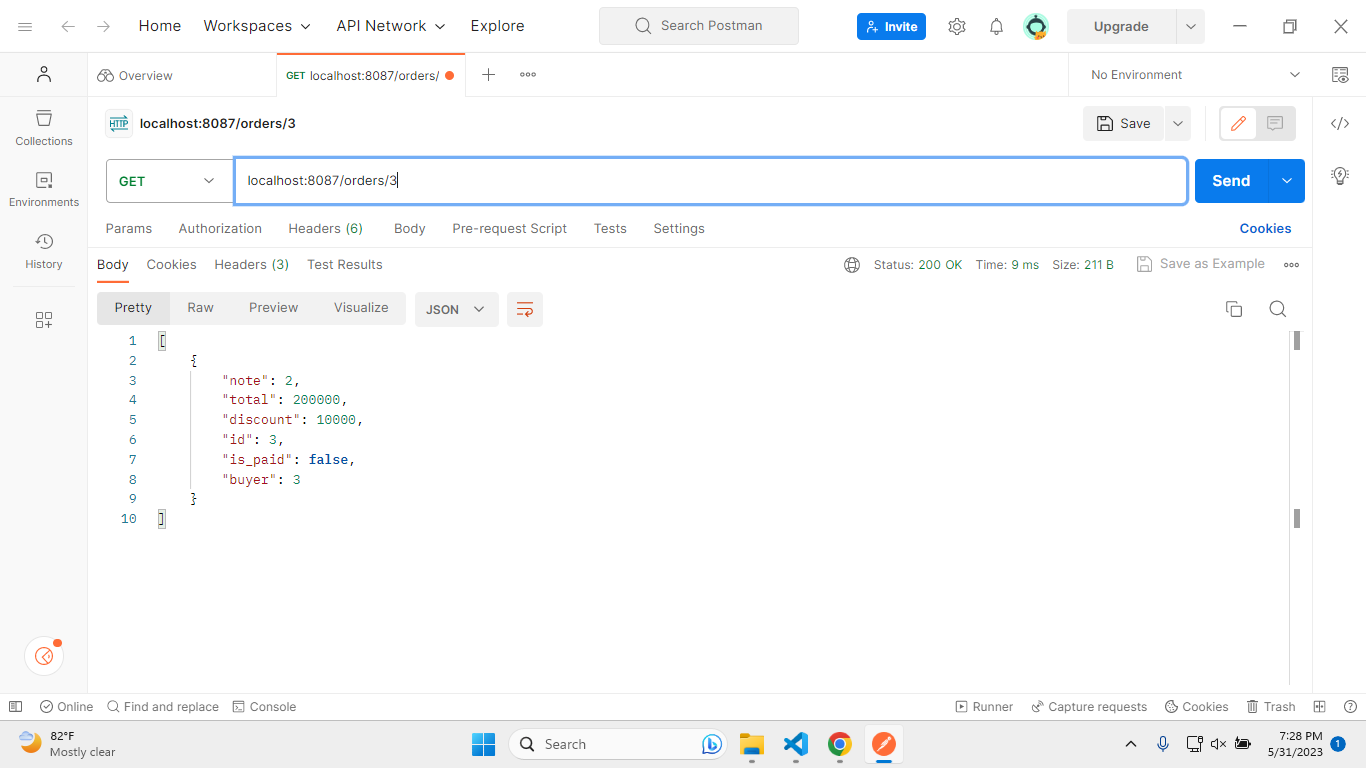 Home Workspaces API Network Explore Search Postman Invite Upgrade
Overview GET localhost:8087/orders/ No Environment
HTTP localhost:8087/orders/3 Save
GET localhost:8087/orders/3 Send
Params Authorization Headers (6) Body Pre-request Script Tests Settings Cookies
Body Cookies Headers (3) Test Results Status: 200 OK Time: 9 ms Size: 211 B Save as Example
Pretty Raw Preview Visualize JSON
1 [
2 {
3 "note": 2,
4 "total": 200000,
5 "discount": 10000,
6 "id": 3,
7 "is_paid": false,
8 "buyer": 3
9 }
10 ]
Collections
Environments
History
Online Find and replace Console Runner Capture requests Cookies Trash
82°F
Mostly clear
Search
7:28 PM
5/31/2023
1